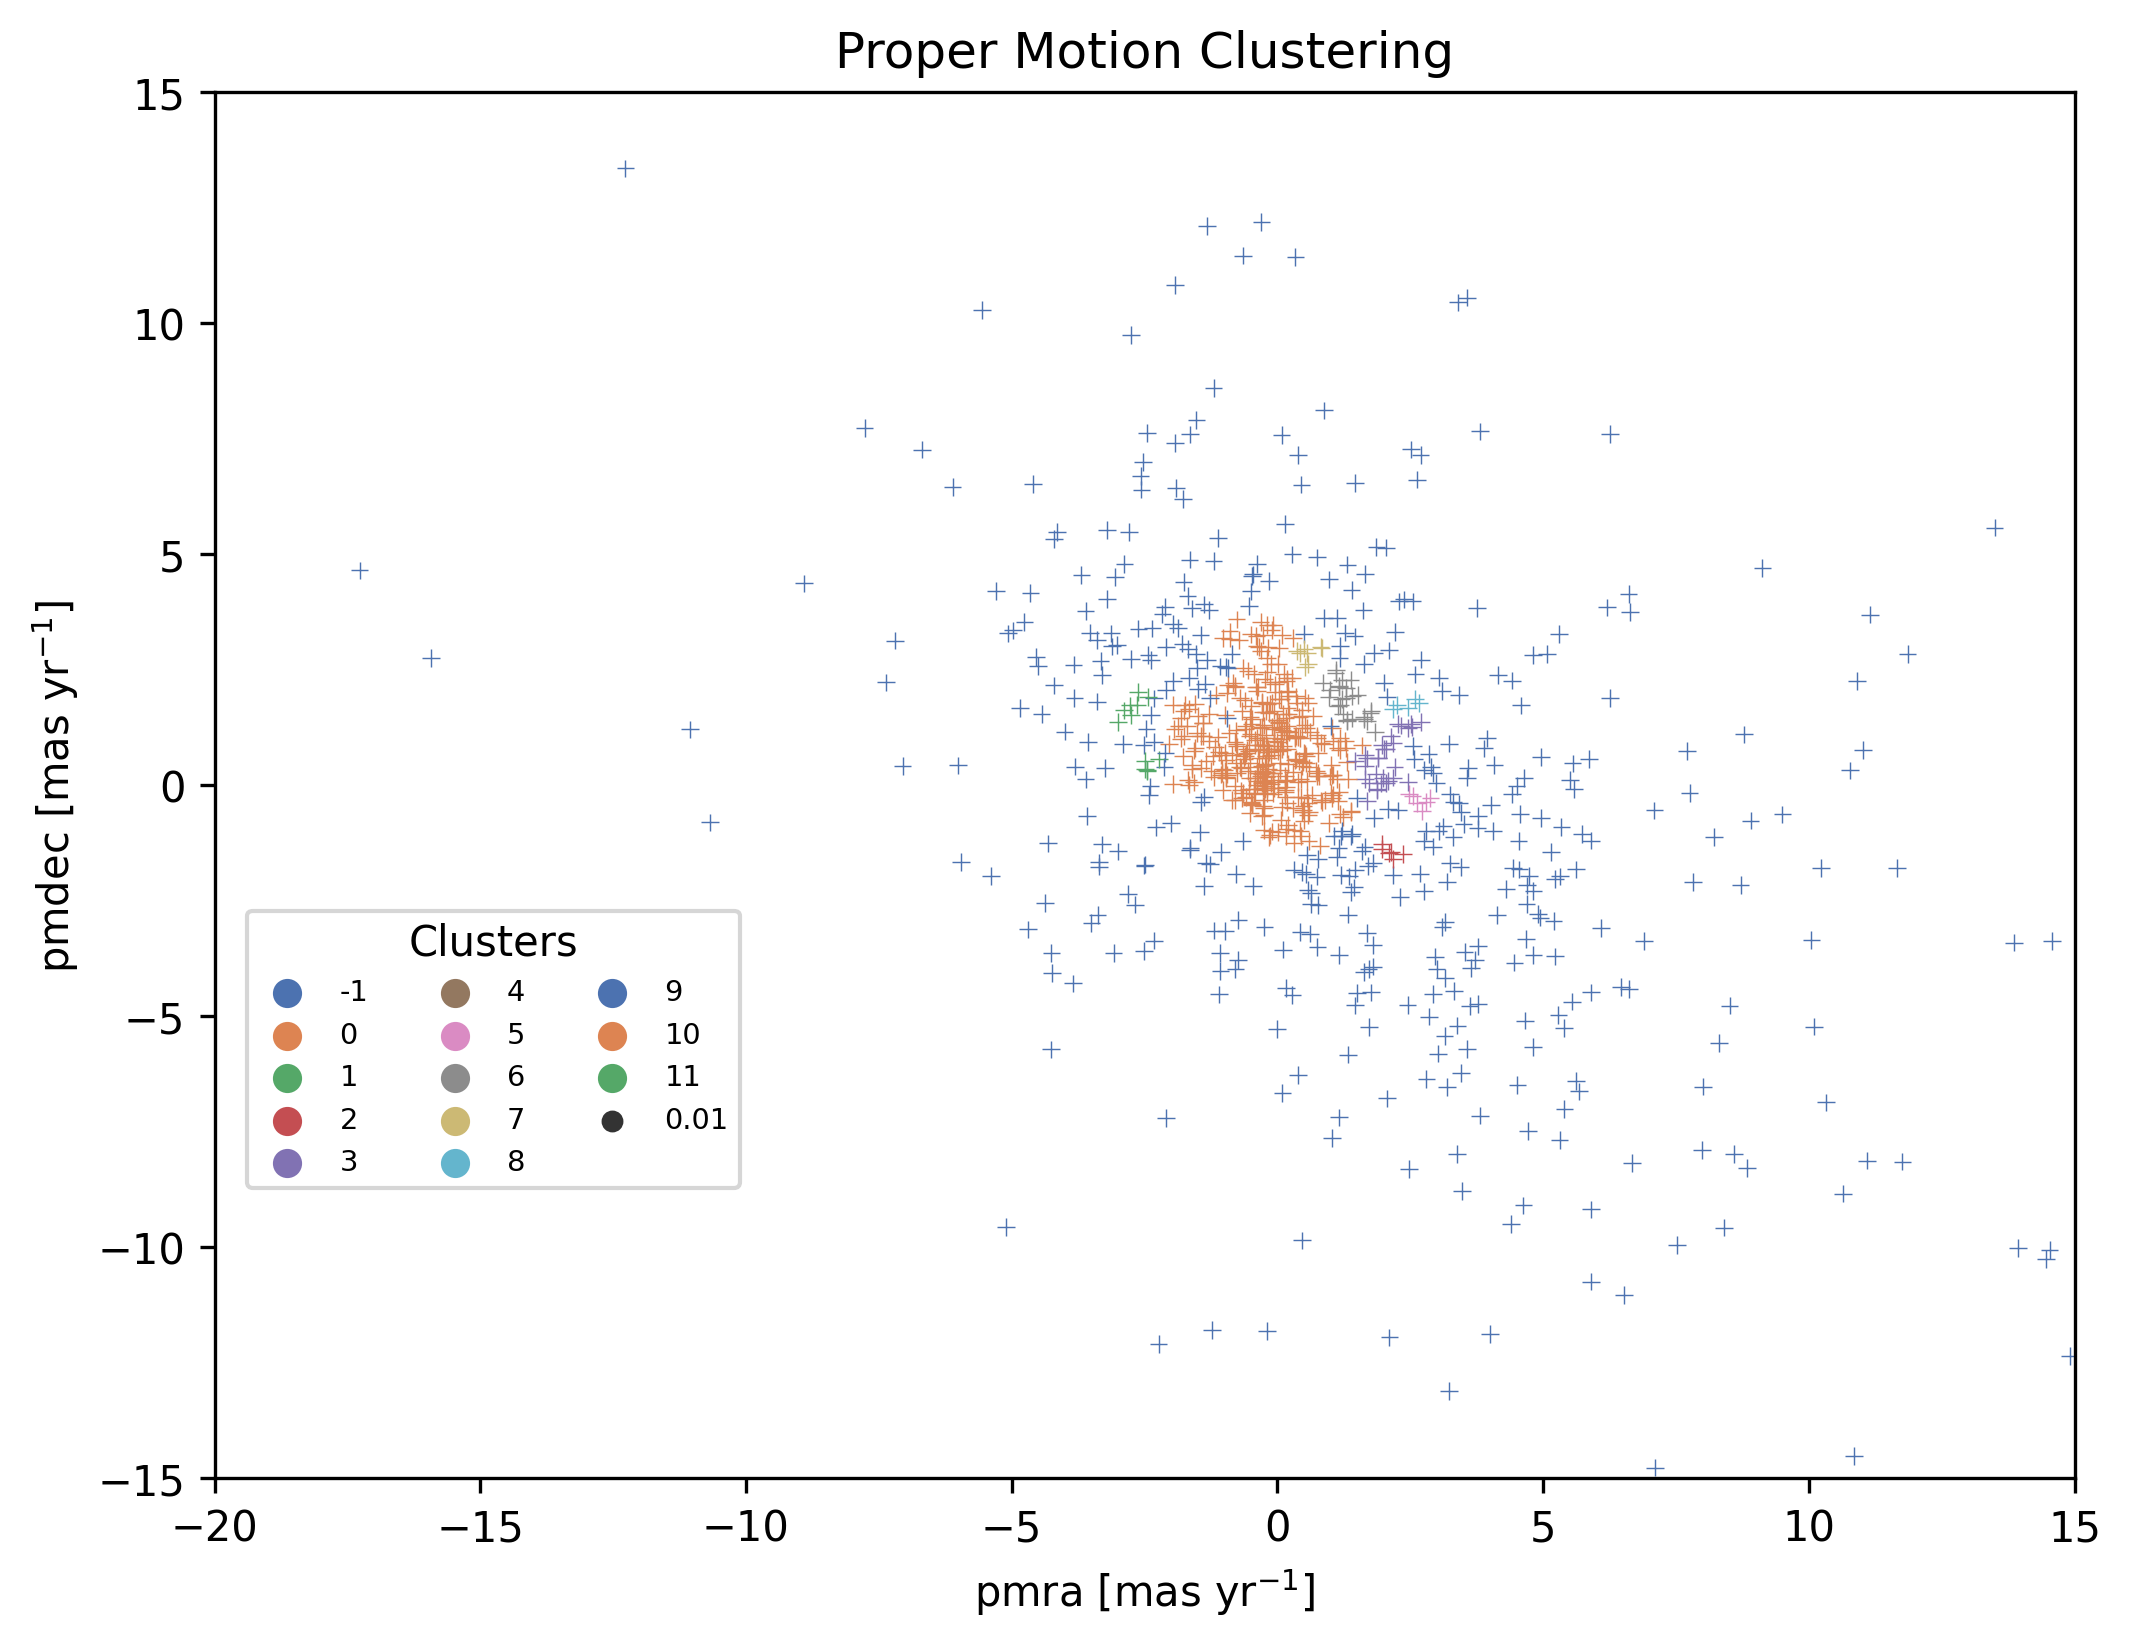 Proper Motion Clustering
15
10
5
0
−5
−10
−15
pmdec [mas yr⁻¹]
Clusters
-1 4 9
0 5 10
1 6 11
2 7 0.01
3 8
−20 −15 −10 −5 0 5 10 15
pmra [mas yr⁻¹]